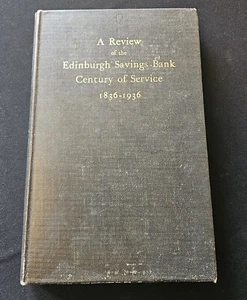 A Review
of the
Edinburgh Savings Bank
Century of Service
1836-1936